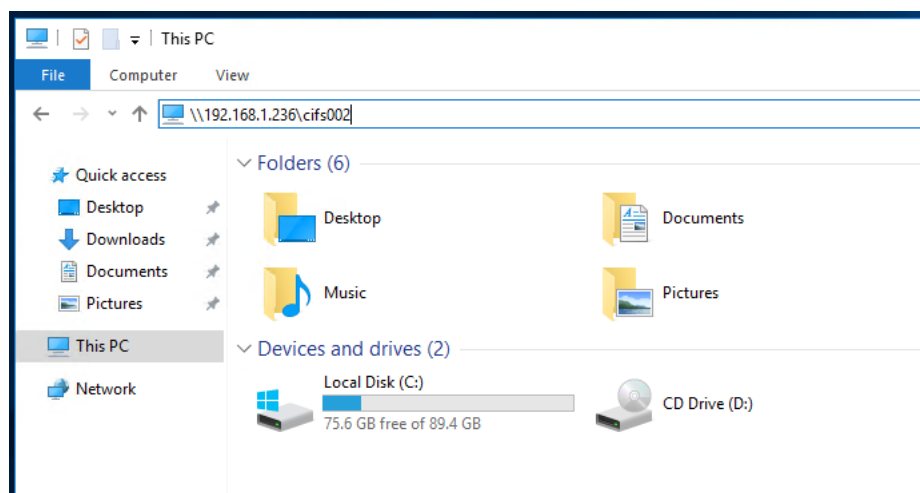 This PC
File Computer View
\\192.168.1.236\cifs002
Quick access
Desktop
Downloads
Documents
Pictures
This PC
Network
Folders (6)
Desktop
Documents
Music
Pictures
Devices and drives (2)
Local Disk (C:)
75.6 GB free of 89.4 GB
CD Drive (D:)